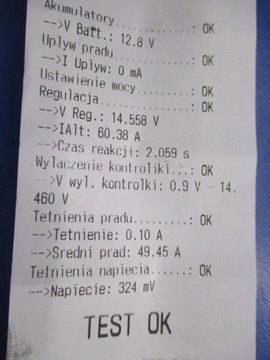 Akumulatory..........: OK
-->V Batt.: 12.8 V
Uplyw pradu..........: OK
-->I Uplyw: 0 mA
Ustawienie mocy......: OK
Regulacja............: OK
-->V Reg.: 14.558 V
-->IAlt: 60.38 A
-->Czas reakcji: 2.059 s
Wylaczenie kontrolki..: OK
-->V wyl. kontrolki: 0.9 V - 14.
460 V
Tetnienia pradu.......: OK
-->Tetnienie: 0.10 A
-->Sredni prad: 49.45 A
Tetnienia napiecia.....: OK
-->Napiecie: 324 mV
TEST OK